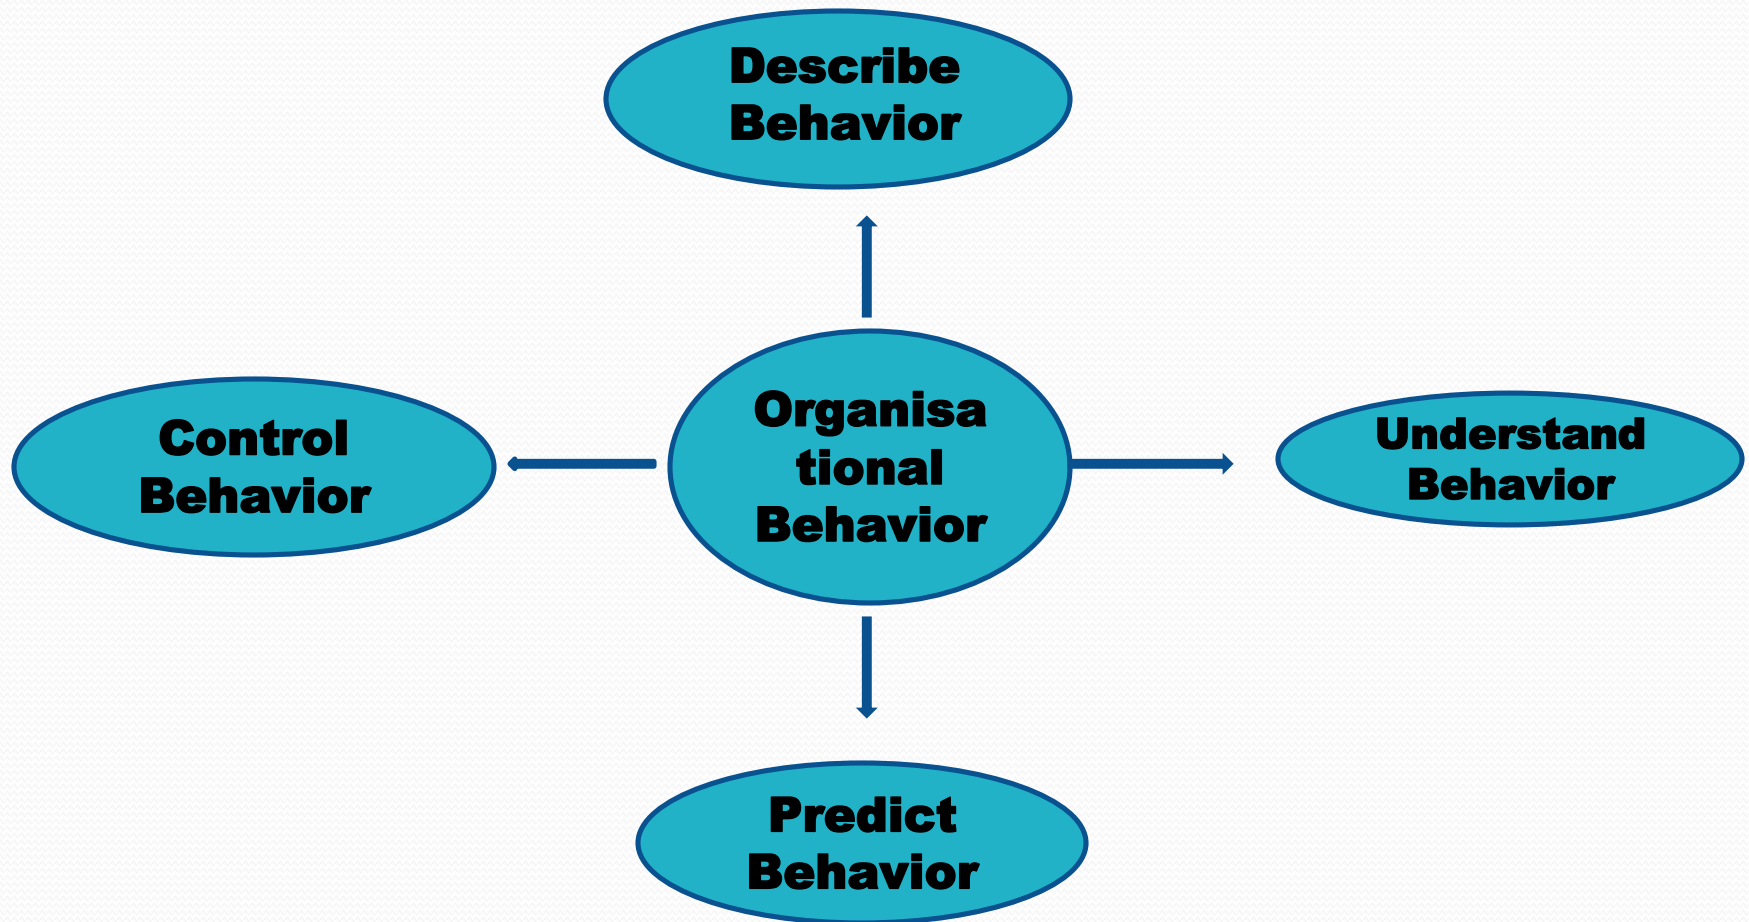 Describe
Behavior
Control
Behavior
Organisa
tional
Behavior
Understand
Behavior
Predict
Behavior